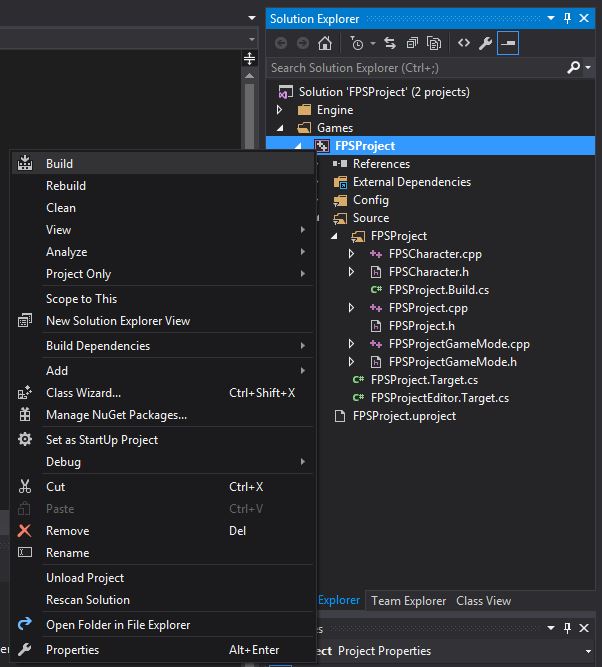 Solution Explorer
Search Solution Explorer (Ctrl+;)
Solution 'FPSProject' (2 projects)
Engine
Games
FPSProject
References
External Dependencies
Config
Source
FPSProject
FPSCharacter.cpp
FPSCharacter.h
FPSProject.Build.cs
FPSProject.cpp
FPSProject.h
FPSProjectGameMode.cpp
FPSProjectGameMode.h
FPSProject.Target.cs
FPSProjectEditor.Target.cs
FPSProject.uproject
Build
Rebuild
Clean
View
Analyze
Project Only
Scope to This
New Solution Explorer View
Build Dependencies
Add
Class Wizard... Ctrl+Shift+X
Manage NuGet Packages...
Set as StartUp Project
Debug
Cut Ctrl+X
Paste Ctrl+V
Remove Del
Rename
Unload Project
Rescan Solution
Open Folder in File Explorer
Properties Alt+Enter
Explorer Team Explorer Class View
Project Properties